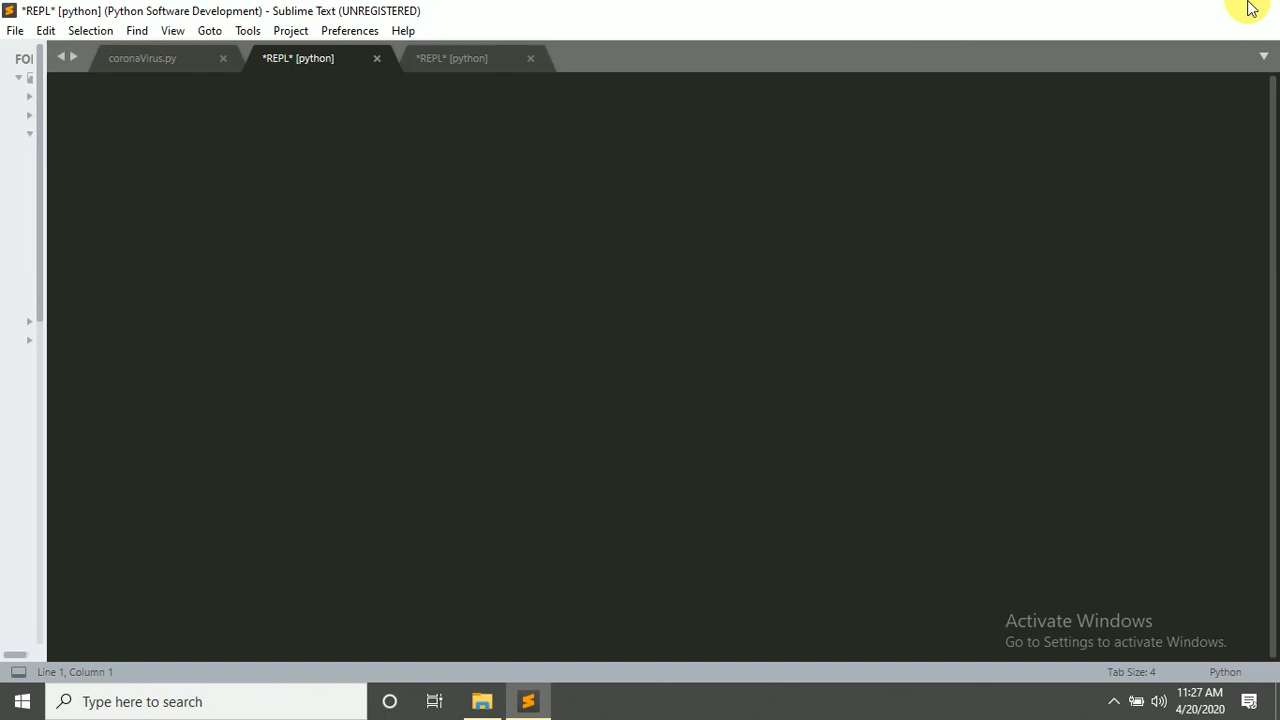 *REPL* [python] (Python Software Development) - Sublime Text (UNREGISTERED)
File Edit Selection Find View Goto Tools Project Preferences Help
FO
coronaVirus.py
*REPL* [python]
*REPL* [python]
Activate Windows
Go to Settings to activate Windows.
Line 1, Column 1
Tab Size: 4
Python
Type here to search
11:27 AM
4/20/2020